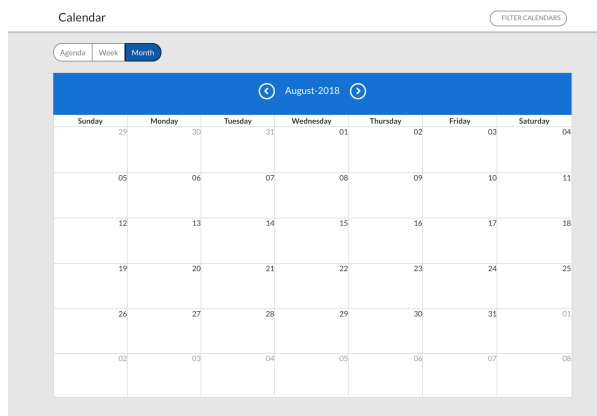 Calendar
FILTER CALENDARS
Agenda Week Month
August-2018
Sunday Monday Tuesday Wednesday Thursday Friday Saturday
29 30 31 01 02 03 04
05 06 07 08 09 10 11
12 13 14 15 16 17 18
19 20 21 22 23 24 25
26 27 28 29 30 31 01
02 03 04 05 06 07 08